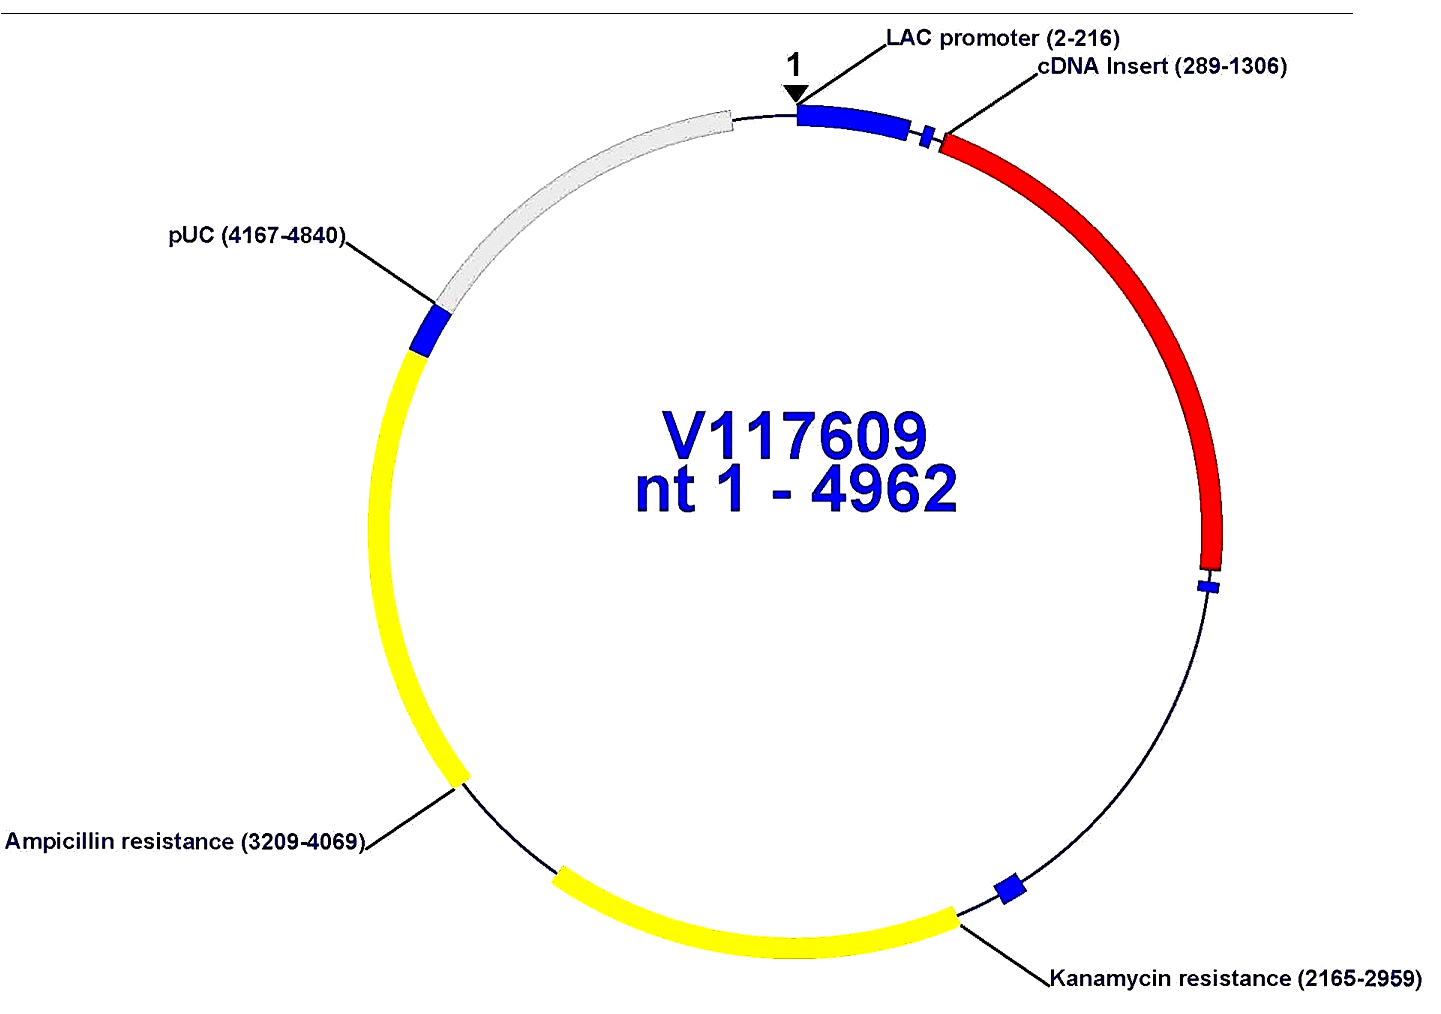 LAC promoter (2-216)
1
cDNA Insert (289-1306)
pUC (4167-4840)
V117609
nt 1 - 4962
Ampicillin resistance (3209-4069)
Kanamycin resistance (2165-2959)